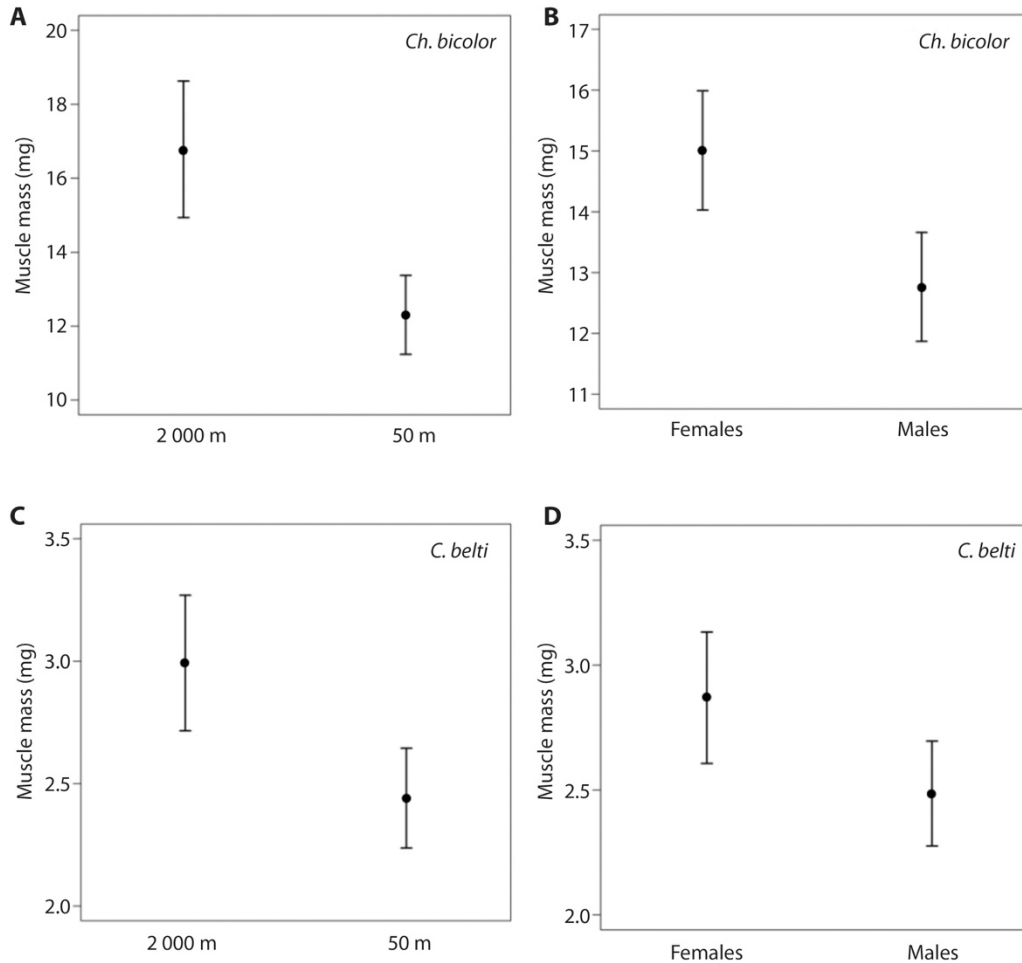 A
Ch. bicolor
Muscle mass (mg)
20
18
16
14
12
10
2 000 m 50 m
B
Ch. bicolor
Muscle mass (mg)
17
16
15
14
13
12
11
Females Males
C
C. belti
Muscle mass (mg)
3.5
3.0
2.5
2.0
2 000 m 50 m
D
C. belti
Muscle mass (mg)
3.5
3.0
2.5
2.0
Females Males